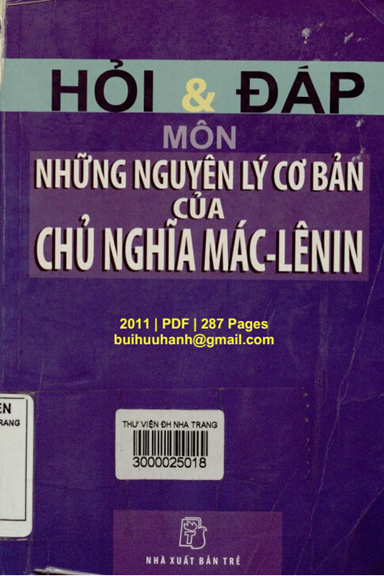 HỎI & ĐÁP
MÔN
NHỮNG NGUYÊN LÝ CƠ BẢN
CỦA
CHỦ NGHĨA MÁC-LÊNIN
2011 | PDF | 287 Pages
buihuuhanh@gmail.com
THƯ VIỆN ĐH NHA TRANG
3000025018
T
NHÀ XUẤT BẢN TRẺ